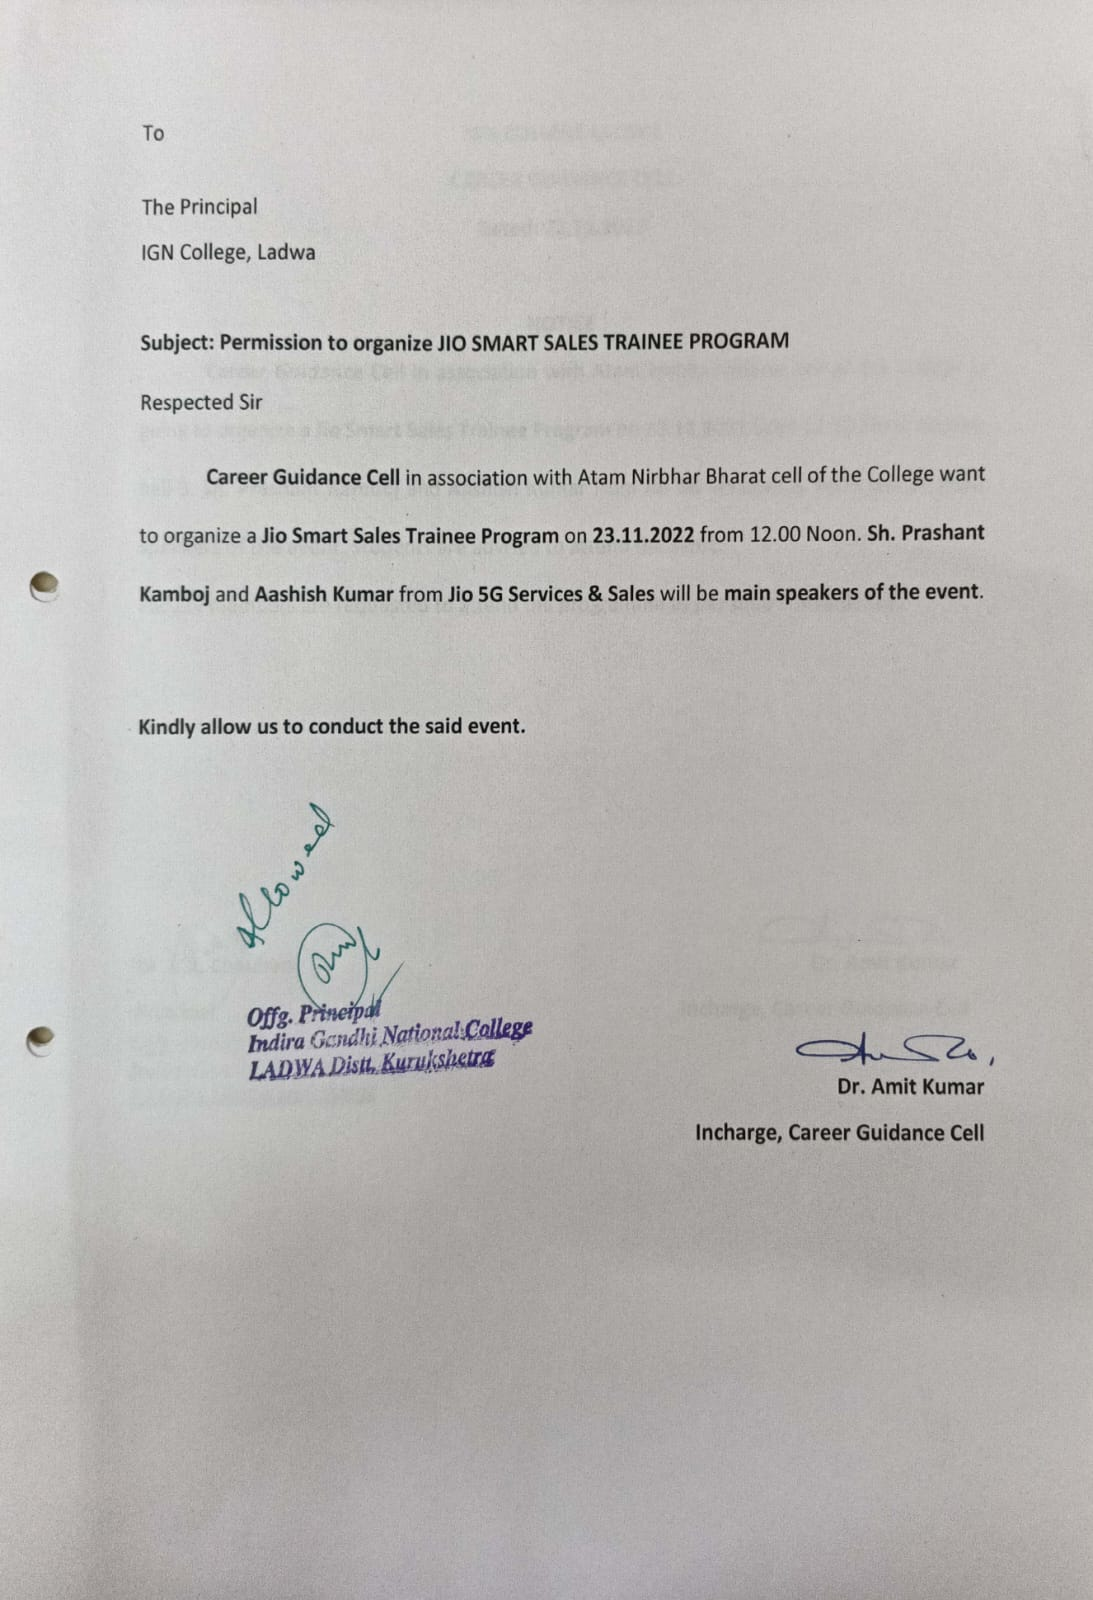 To
The Principal
IGN College, Ladwa
Subject: Permission to organize JIO SMART SALES TRAINEE PROGRAM
Respected Sir
Career Guidance Cell in association with Atam Nirbhar Bharat cell of the College want
to organize a Jio Smart Sales Trainee Program on 23.11.2022 from 12.00 Noon. Sh. Prashant
Kamboj and Aashish Kumar from Jio 5G Services & Sales will be main speakers of the event.
Kindly allow us to conduct the said event.
Allowed
Offg. Principal
Indira Gandhi National College
LADWA Distt. Kurukshetra
Dr. Amit Kumar
Incharge, Career Guidance Cell